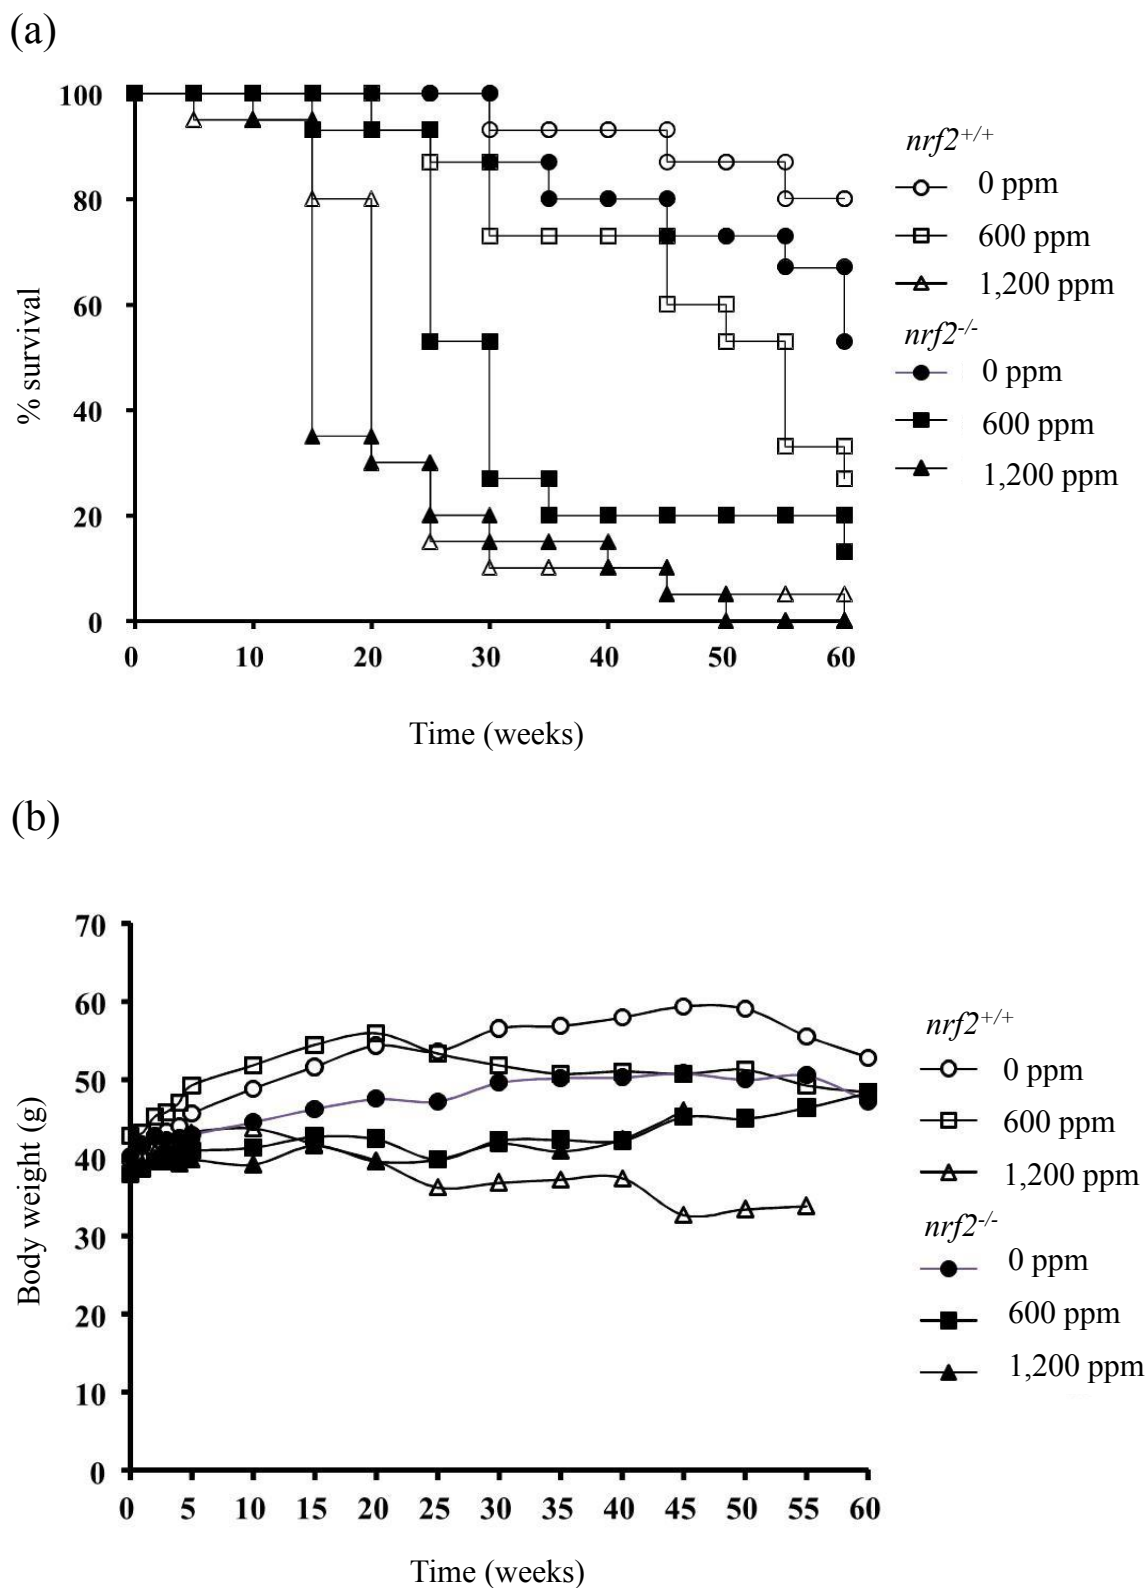 (a)
% survival
100
80
60
40
20
0
0 10 20 30 40 50 60
Time (weeks)
nrf2+/+
0 ppm
600 ppm
1,200 ppm
nrf2-/-
0 ppm
600 ppm
1,200 ppm
(b)
Body weight (g)
70
60
50
40
30
20
10
0
0 5 10 15 20 25 30 35 40 45 50 55 60
Time (weeks)
nrf2+/+
0 ppm
600 ppm
1,200 ppm
nrf2-/-
0 ppm
600 ppm
1,200 ppm